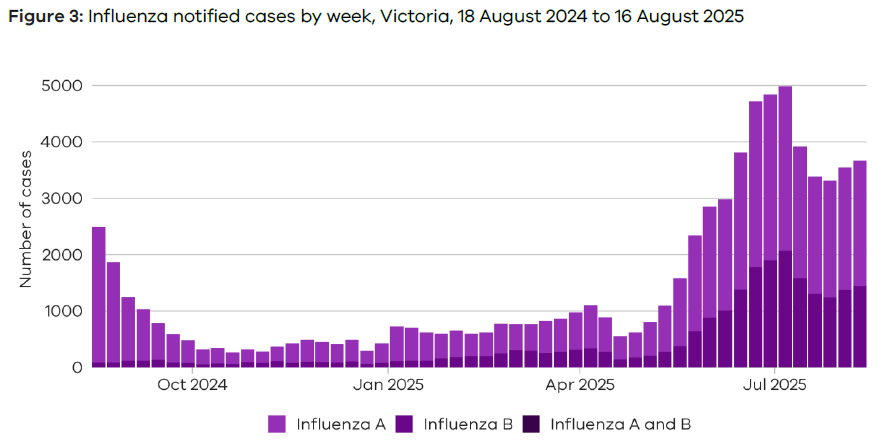 Figure 3: Influenza notified cases by week, Victoria, 18 August 2024 to 16 August 2025
Number of cases
5000
4000
3000
2000
1000
0
Oct 2024 Jan 2025 Apr 2025 Jul 2025
Influenza A Influenza B Influenza A and B